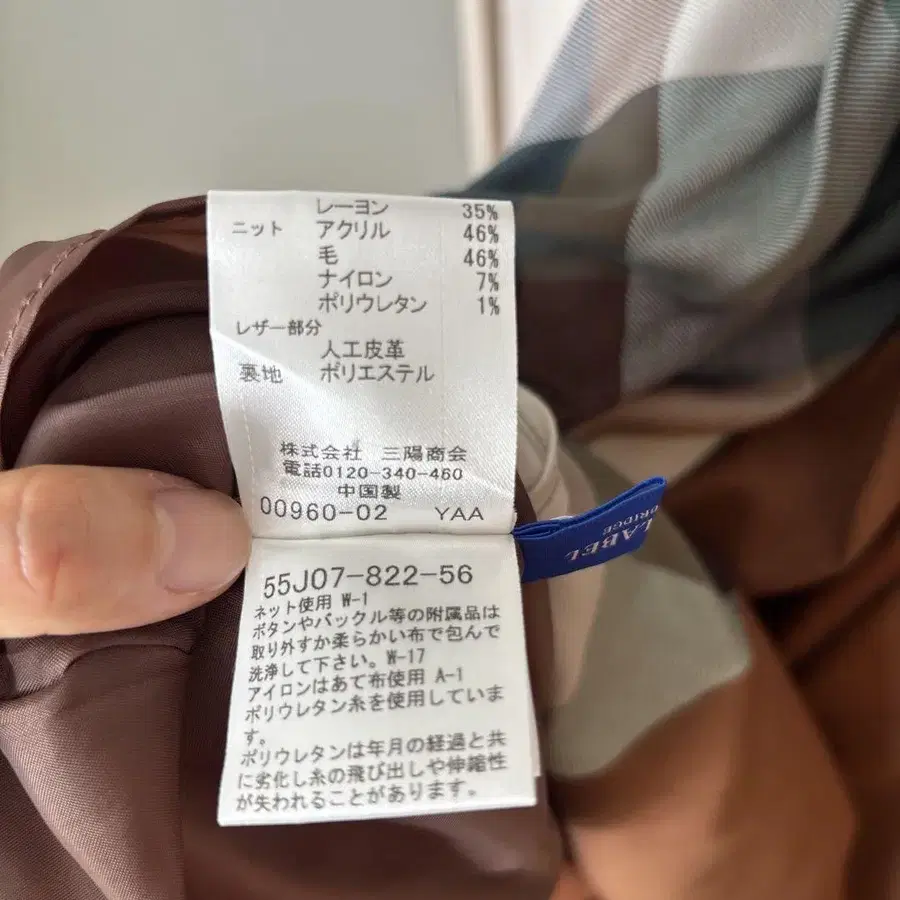 レーヨン 35%
ニット アクリル 46%
毛 46%
ナイロン 7%
ポリウレタン 1%
レザー部分
人工皮革
裏地 ポリエステル
株式会社 三陽商会
電話0120-340-460
中国製
00960-02 YAA
55J07-822-56
ネット使用 W-1
ボタンやバックル等の附属品は
取り外すか柔らかい布で包んで
洗浄して下さい。W-17
アイロンはあて布使用 A-1
ポリウレタン糸を使用していま
す。
ポリウレタンは年月の経過と共
に劣化し糸の飛び出しや伸縮性
が失われることがあります。
LABEL
BRIDGE